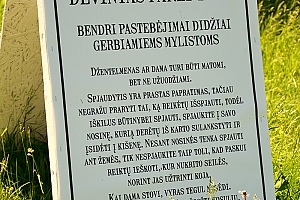 BENDRI PASTEBĖJIMAI DIDŽIAI
GERBIAMIEMS MYLISTOMS
DŽENTELMENAS AR DAMA TURI BŪTI MATOMI,
BET NE UŽUODŽIAMI.
SPJAUDYTIS YRA PRASTAS PAPRATIMAS, TAČIAU
NEGRAŽU PRARYTI TAI, KĄ REIKĖTŲ IŠSPJAUTI, TODĖL
IŠKILUS BŪTINYBEI SPJAUTI, SPJAUKITE Į SAVO
NOSINĘ, KURIĄ DERĖTŲ IŠ KARTO SULANKSTYTI IR
ĮSIDĖTI Į KIŠENĘ. NESANT NOSINĖS TENKA SPJAUTI
ANT ŽEMĖS, TIK NESPJAUKITE TAIP TOLI, KAD PASKUI
REIKTŲ IEŠKOTI, KUR NUKRITO SEILĖS,
NORINT JAS UŽTRINTI KOJA.
KAI DAMA STOVI, VYRAS TEGUL